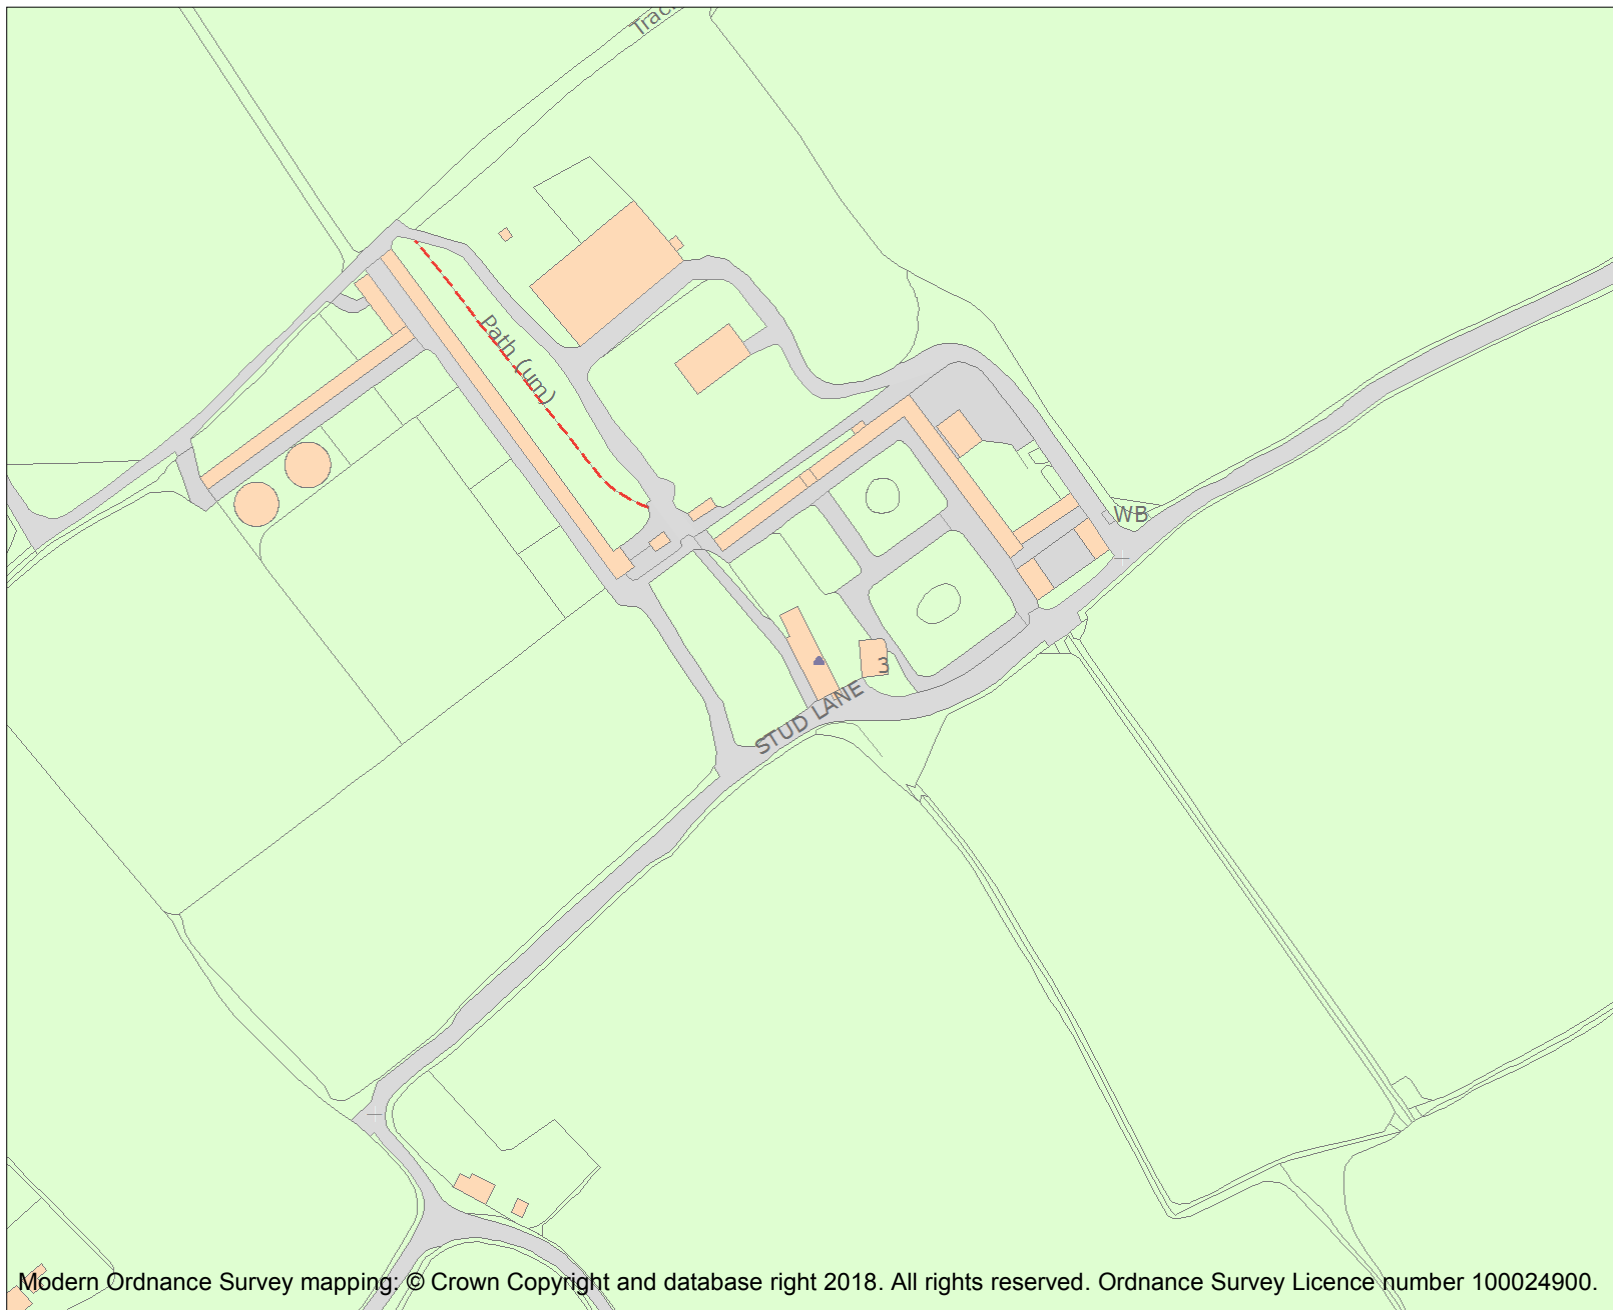 Track
Path (um)
WB
3
STUD LANE
Modern Ordnance Survey mapping: © Crown Copyright and database right 2018. All rights reserved. Ordnance Survey Licence number 100024900.